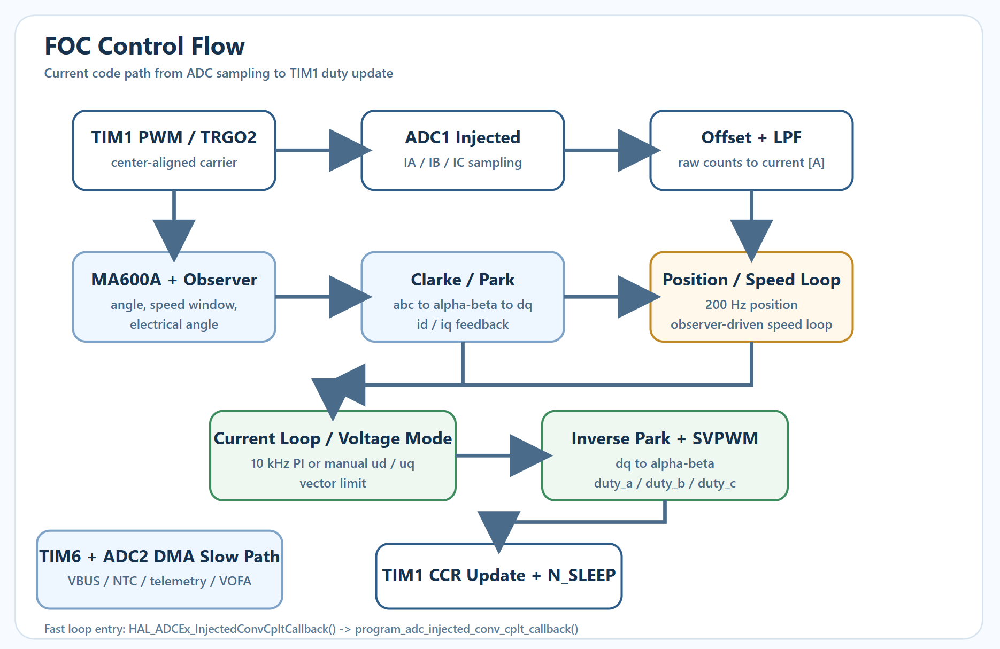 FOC Control Flow
Current code path from ADC sampling to TIM1 duty update
TIM1 PWM / TRGO2
center-aligned carrier
ADC1 Injected
IA / IB / IC sampling
Offset + LPF
raw counts to current [A]
MA600A + Observer
angle, speed window,
electrical angle
Clarke / Park
abc to alpha-beta to dq
id / iq feedback
Position / Speed Loop
200 Hz position
observer-driven speed loop
Current Loop / Voltage Mode
10 kHz PI or manual ud / uq
vector limit
Inverse Park + SVPWM
dq to alpha-beta
duty_a / duty_b / duty_c
TIM6 + ADC2 DMA Slow Path
VBUS / NTC / telemetry / VOFA
TIM1 CCR Update + N_SLEEP
Fast loop entry: HAL_ADCEx_InjectedConvCpltCallback() -> program_adc_injected_conv_cplt_callback()